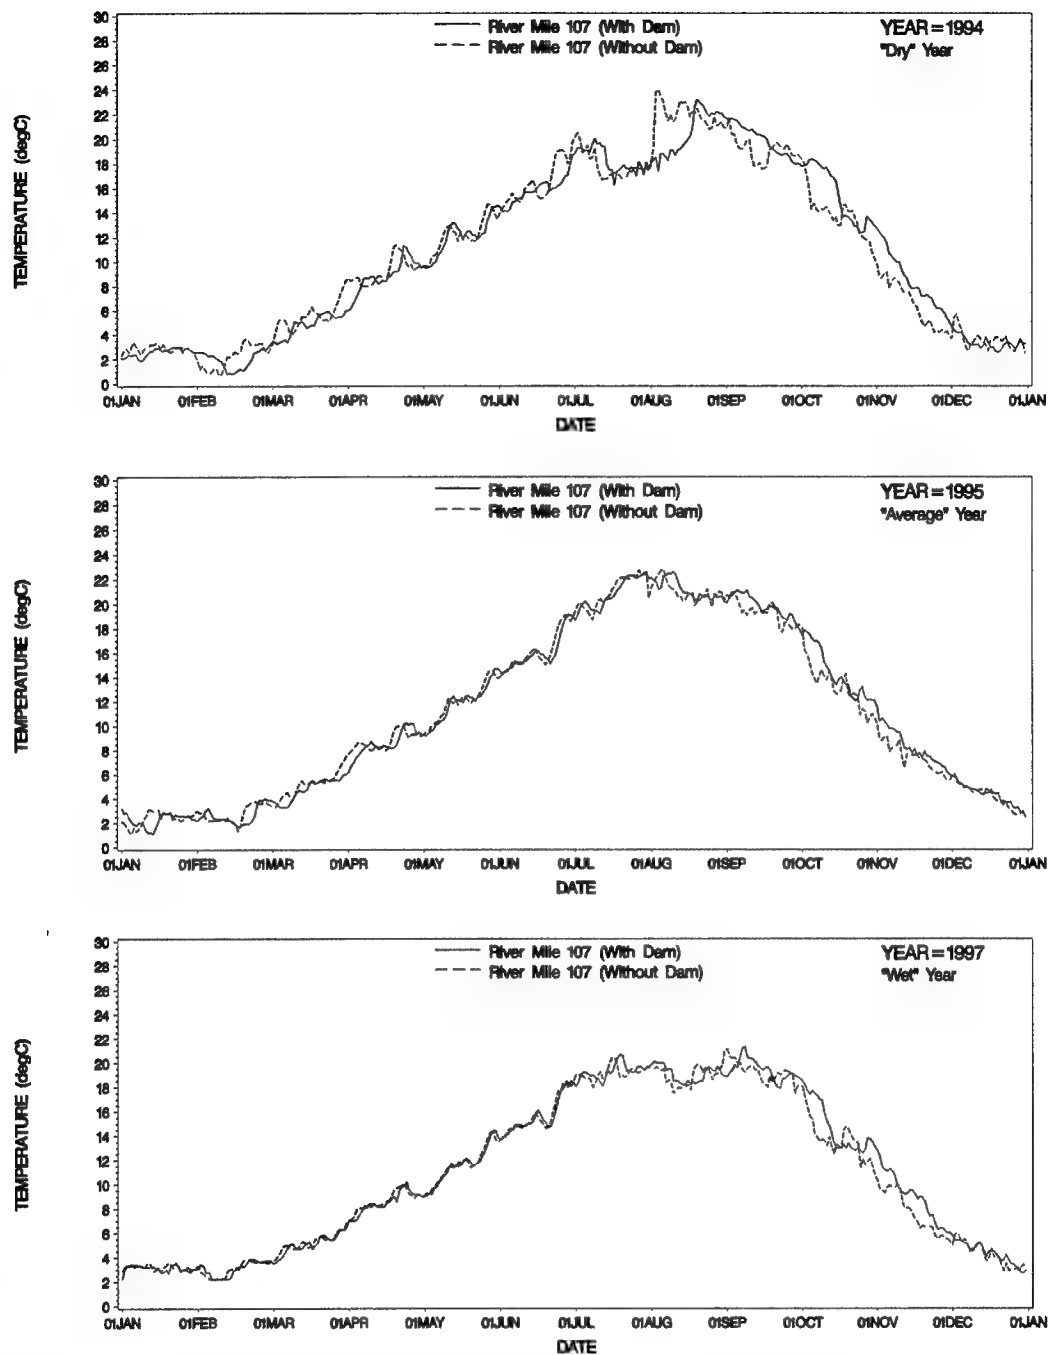 30
River Mile 107 (With Dam)
YEAR=1994
28
River Mile 107 (Without Dam)
"Dry" Year
26
24
22
20
18
16
14
12
10
8
6
4
2
0
TEMPERATURE (degC)
01JAN 01FEB 01MAR 01APR 01MAY 01JUN 01JUL 01AUG 01SEP 01OCT 01NOV 01DEC 01JAN
DATE
30
River Mile 107 (With Dam)
YEAR=1995
28
River Mile 107 (Without Dam)
"Average" Year
26
24
22
20
18
16
14
12
10
8
6
4
2
0
TEMPERATURE (degC)
01JAN 01FEB 01MAR 01APR 01MAY 01JUN 01JUL 01AUG 01SEP 01OCT 01NOV 01DEC 01JAN
DATE
30
River Mile 107 (With Dam)
YEAR=1997
28
River Mile 107 (Without Dam)
"Wet" Year
26
24
22
20
18
16
14
12
10
8
6
4
2
0
TEMPERATURE (degC)
01JAN 01FEB 01MAR 01APR 01MAY 01JUN 01JUL 01AUG 01SEP 01OCT 01NOV 01DEC 01JAN
DATE